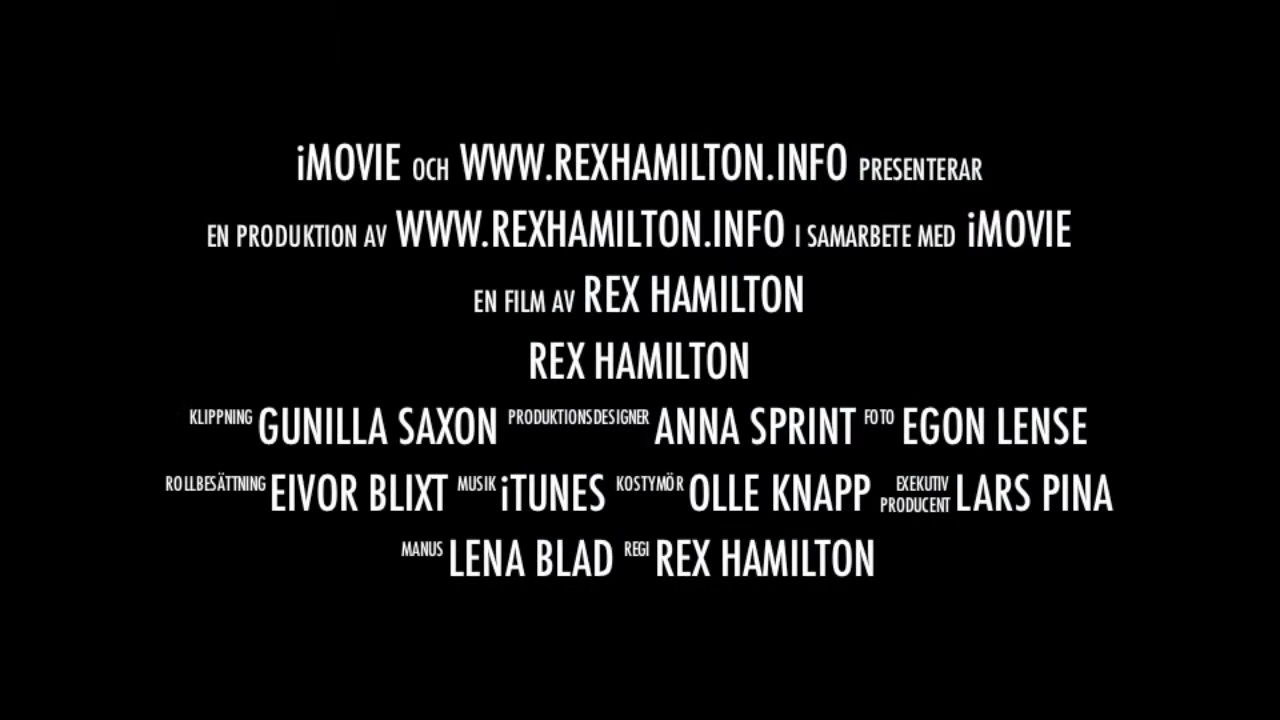 iMOVIE OCH WWW.REXHAMILTON.INFO PRESENTERAR
EN PRODUKTION AV WWW.REXHAMILTON.INFO I SAMARBETE MED iMOVIE
EN FILM AV REX HAMILTON
REX HAMILTON
KLIPPNING GUNILLA SAXON PRODUKTIONSDESIGNER ANNA SPRINT FOTO EGON LENSE
ROLLBESÄTTNING EIVOR BLIXT MUSIK iTUNES KOSTYMÖR OLLE KNAPP EXEKUTIV PRODUCENT LARS PINA
MANUS LENA BLAD REGI REX HAMILTON